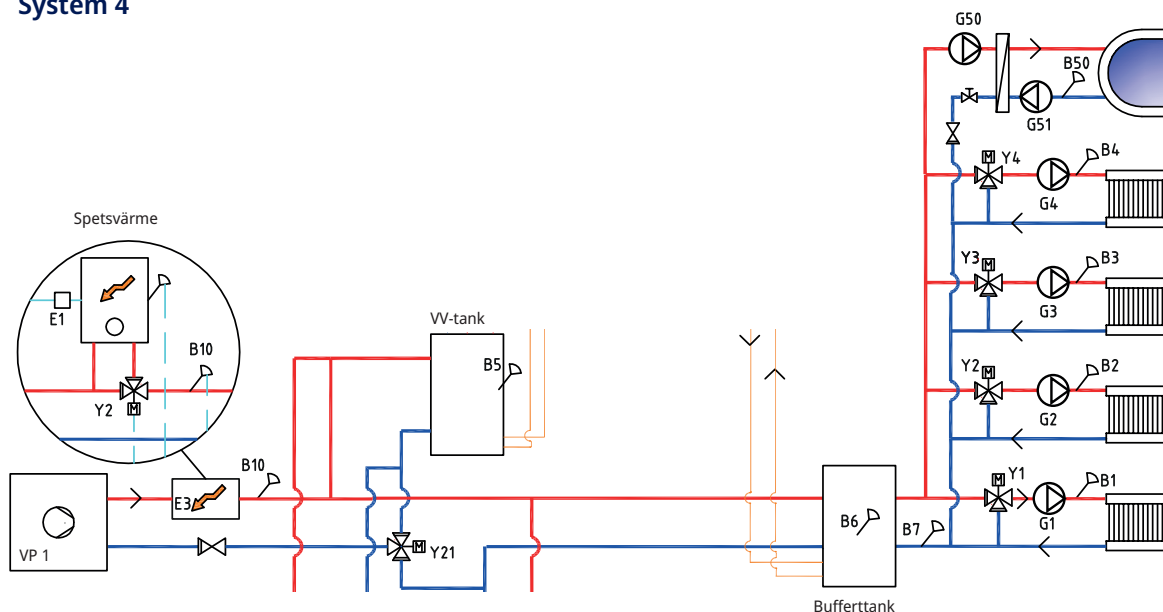 System 4
G50
B50
G51
B4
Y4
G4
Spetsvärme
Y3
B3
G3
E1
VV-tank
B10
B5
Y2
B2
Y2
M
G2
B10
Y1
B1
E3
B6
B7
G1
VP 1
M
Y21
Bufferttank
M
M
M
M